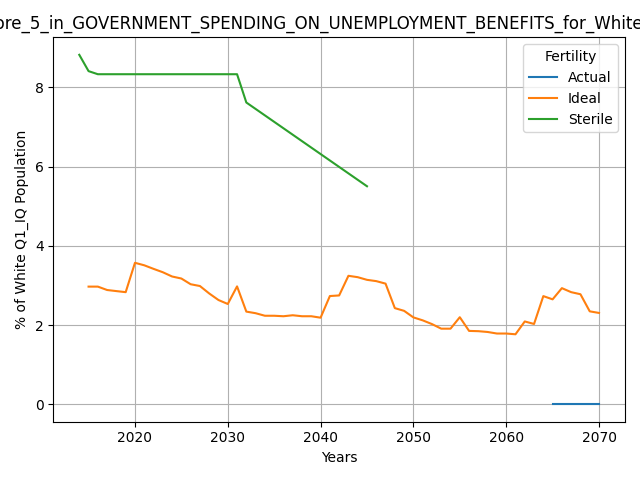 ore_5_in_GOVERNMENT_SPENDING_ON_UNEMPLOYMENT_BENEFITS_for_White
Fertility
Actual
Ideal
Sterile
% of White Q1_IQ Population
8
6
4
2
0
2020 2030 2040 2050 2060 2070
Years